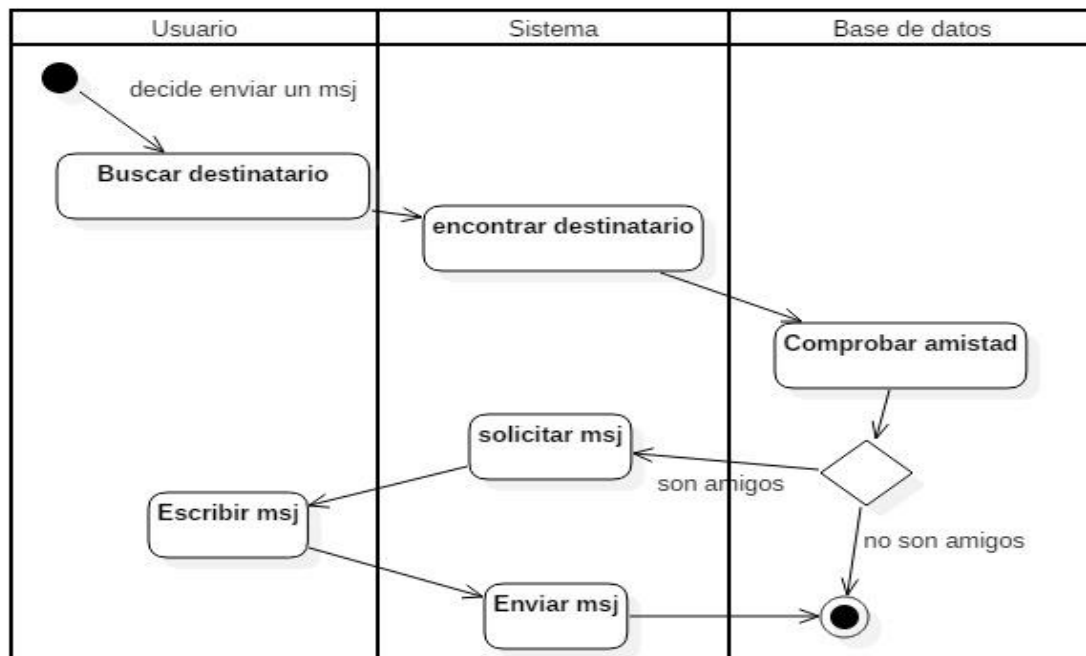 Usuario
Sistema
Base de datos
decide enviar un msj
Buscar destinatario
encontrar destinatario
Comprobar amistad
solicitar msj
son amigos
Escribir msj
no son amigos
Enviar msj